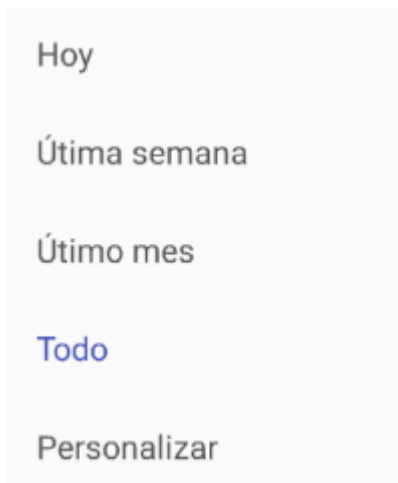 Hoy
Útima semana
Útimo mes
Todo
Personalizar